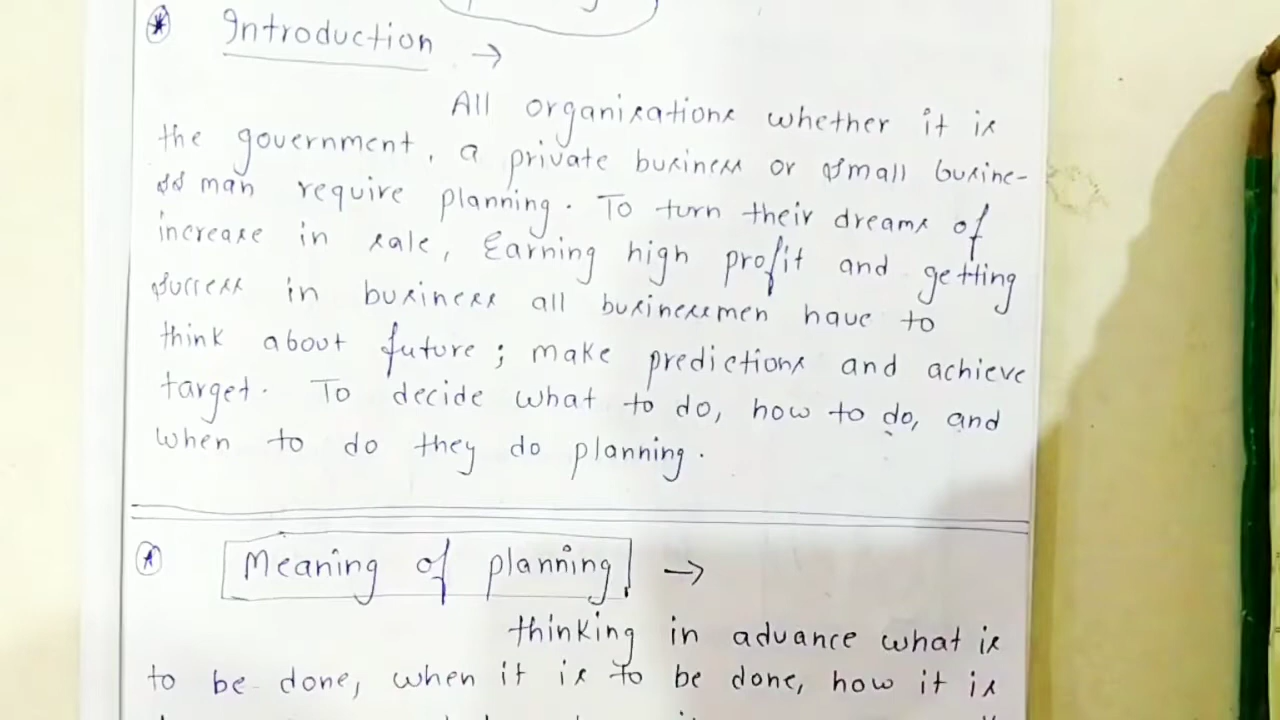 Introduction →
All organisations whether it is
the government, a private business or small busine-
ss man require planning. To turn their dreams of
increase in sale, Earning high profit and getting
success in business all businessmen have to
think about future; make predictions and achieve
target. To decide what to do, how to do, and
when to do they do planning.
Meaning of planning →
thinking in advance what is
to be done, when it is to be done, how it is